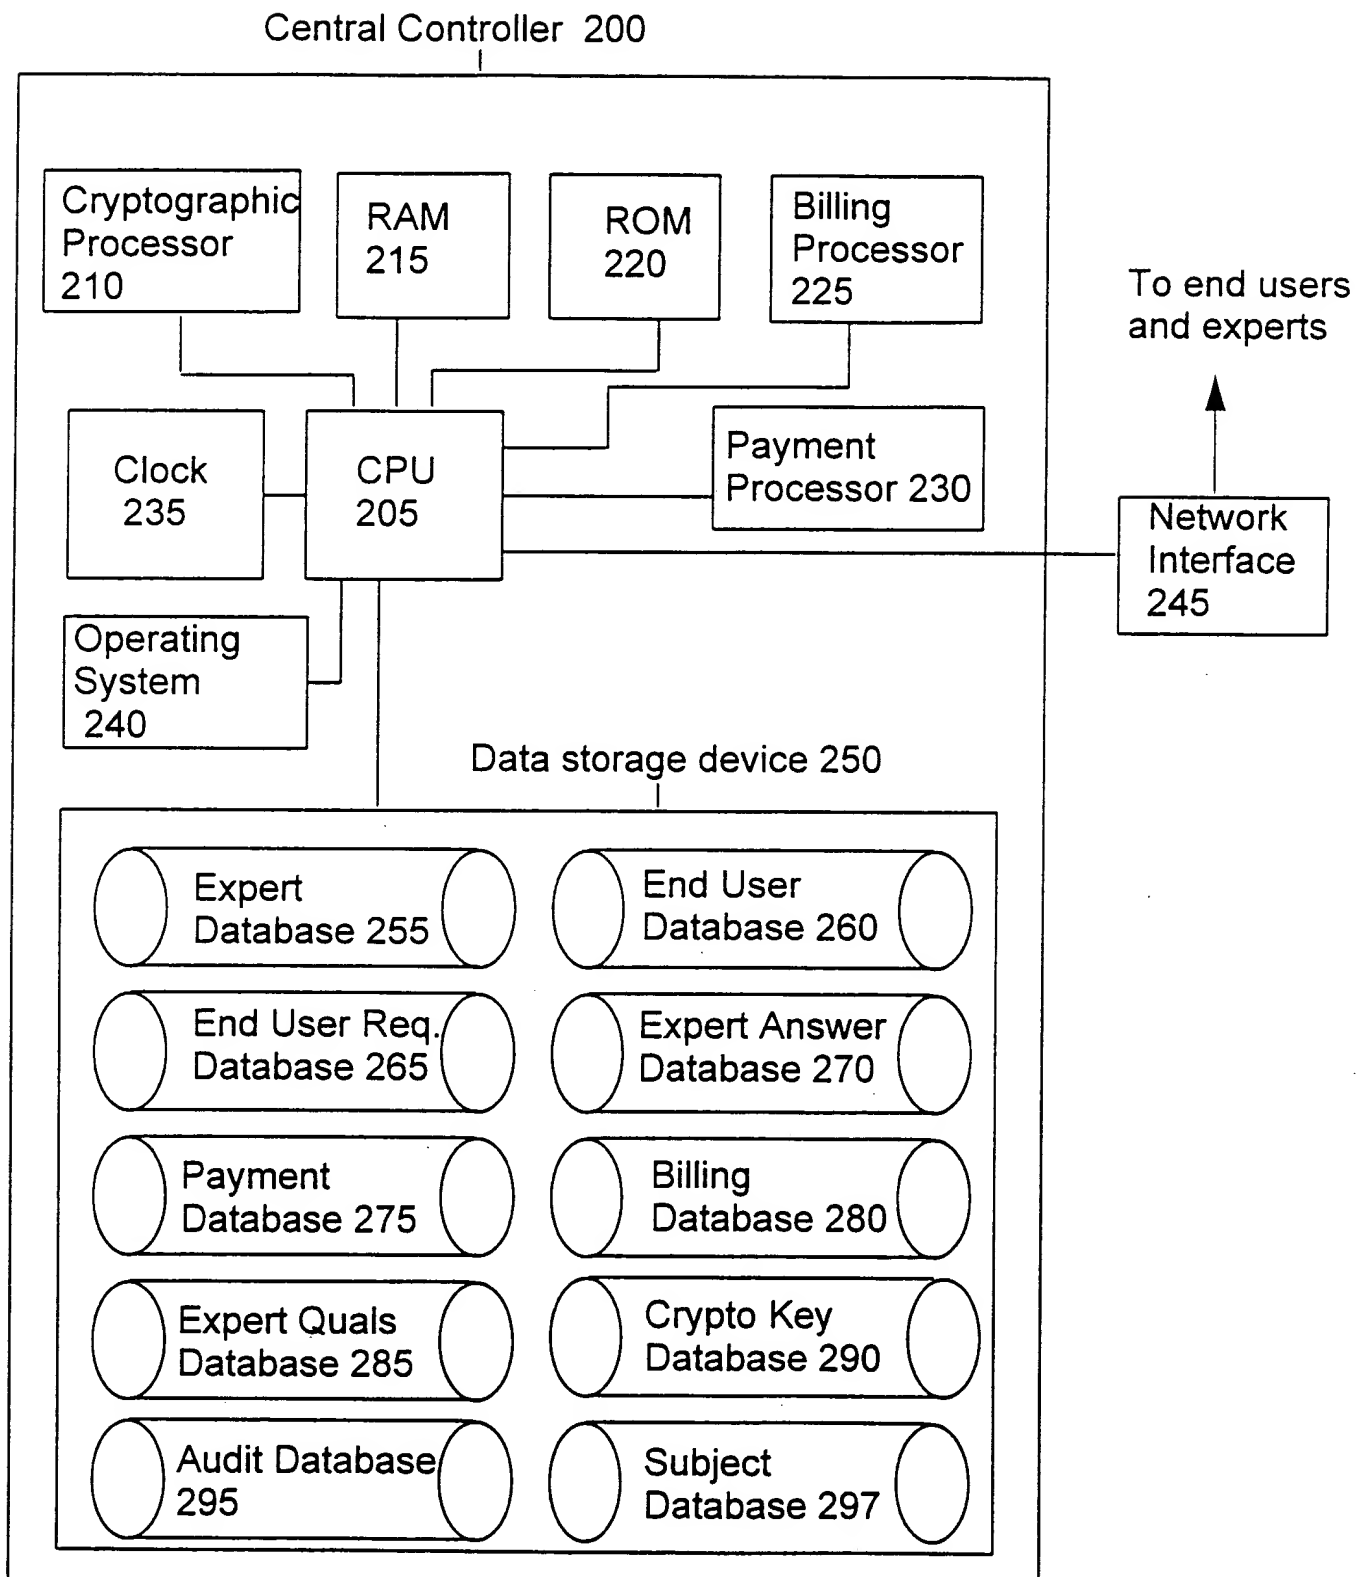 Central Controller 200
Cryptographic
Processor
210
RAM
215
ROM
220
Billing
Processor
225
To end users
and experts
Clock
235
CPU
205
Payment
Processor 230
Network
Interface
245
Operating
System
240
Data storage device 250
Expert
Database 255
End User
Database 260
End User Req.
Database 265
Expert Answer
Database 270
Payment
Database 275
Billing
Database 280
Expert Quals
Database 285
Crypto Key
Database 290
Audit Database
295
Subject
Database 297